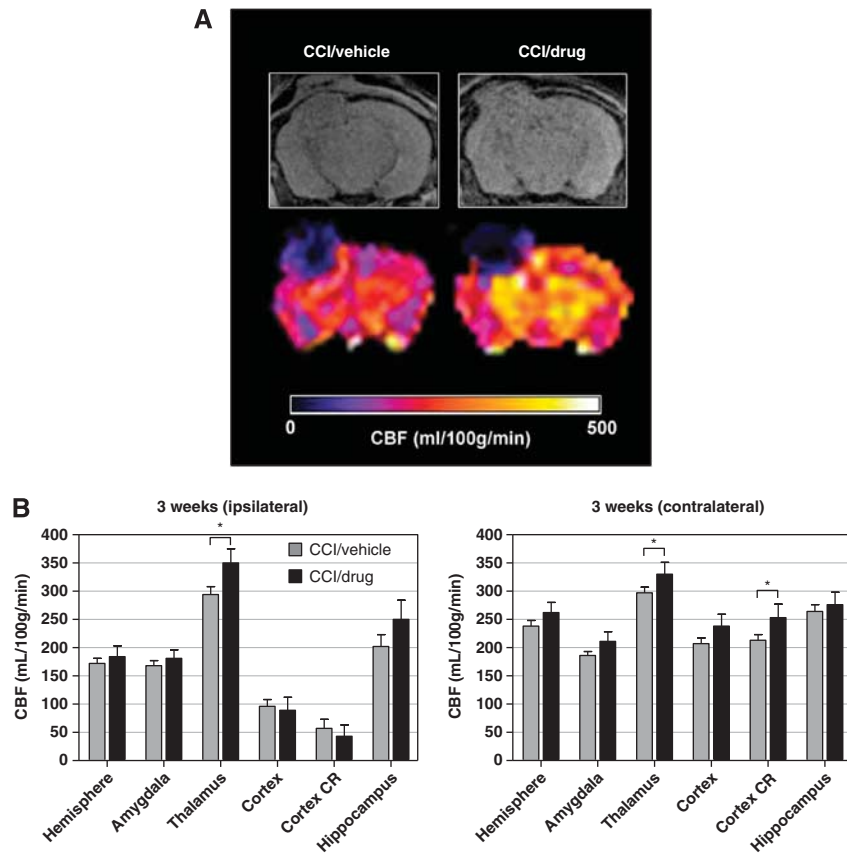 A
CCI/vehicle CCI/drug
0 500
CBF (ml/100g/min)
B
3 weeks (ipsilateral)
CBF (mL/100g/min)
400
350
300
250
200
150
100
50
0
*
CCI/vehicle
CCI/drug
Hemisphere
Amygdala
Thalamus
Cortex
Cortex CR
Hippocampus
3 weeks (contralateral)
CBF (mL/100g/min)
400
350
300
250
200
150
100
50
0
*
*
Hemisphere
Amygdala
Thalamus
Cortex
Cortex CR
Hippocampus